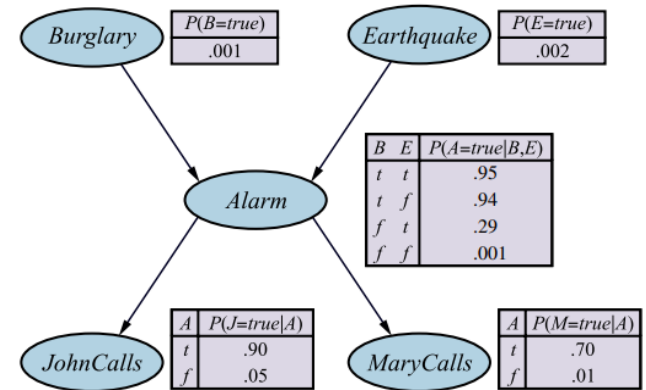 Burglary
P(B=true)
.001
Earthquake
P(E=true)
.002
Alarm
B E P(A=true|B,E)
t t .95
t f .94
f t .29
f f .001
JohnCalls
A P(J=true|A)
t .90
f .05
MaryCalls
A P(M=true|A)
t .70
f .01